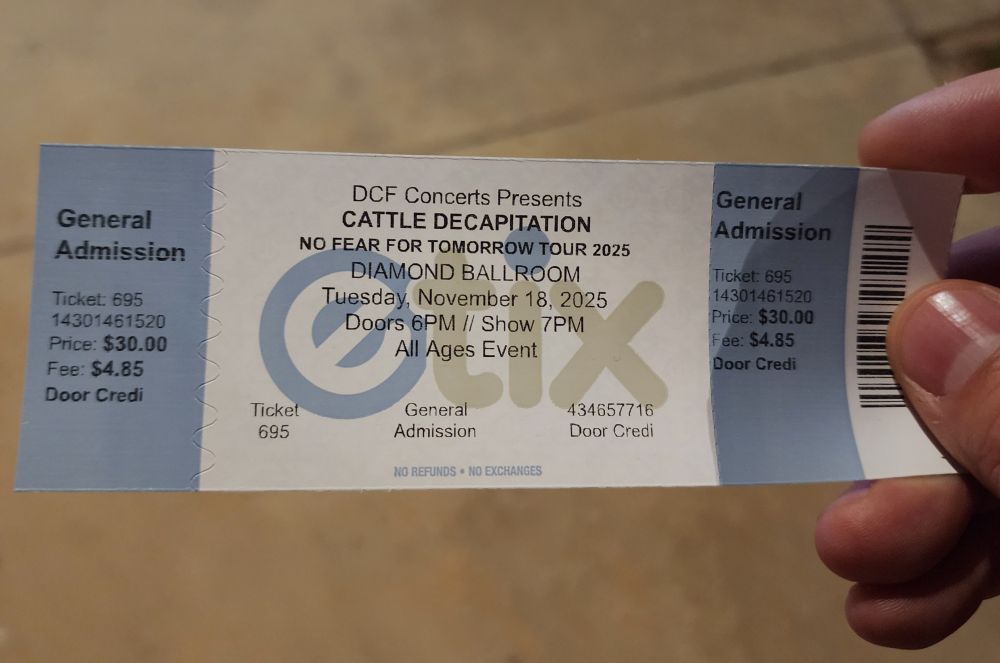 General
Admission
Ticket: 695
14301461520
Price: $30.00
Fee: $4.85
Door Credi
DCF Concerts Presents
CATTLE DECAPITATION
NO FEAR FOR TOMORROW TOUR 2025
DIAMOND BALLROOM
Tuesday, November 18, 2025
Doors 6PM // Show 7PM
All Ages Event
etix
Ticket General 434657716
695 Admission Door Credi
NO REFUNDS • NO EXCHANGES
General
Admission
Ticket: 695
14301461520
Price: $30.00
Fee: $4.85
Door Credi